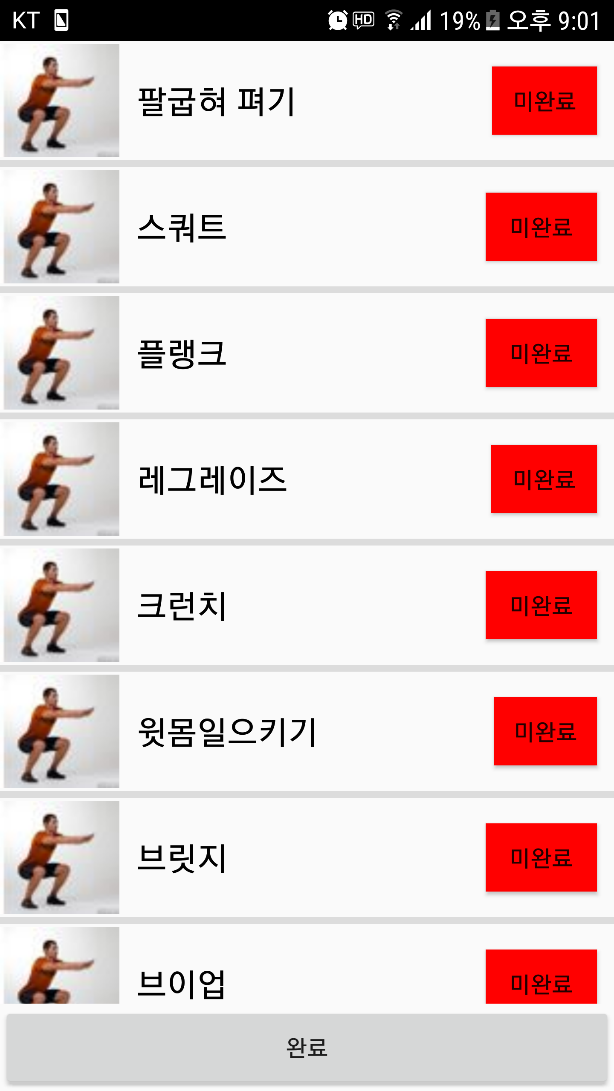 KT HD 19% 오후 9:01
팔굽혀 펴기 미완료
스쿼트 미완료
플랭크 미완료
레그레이즈 미완료
크런치 미완료
윗몸일으키기 미완료
브릿지 미완료
브이업 미완료
완료